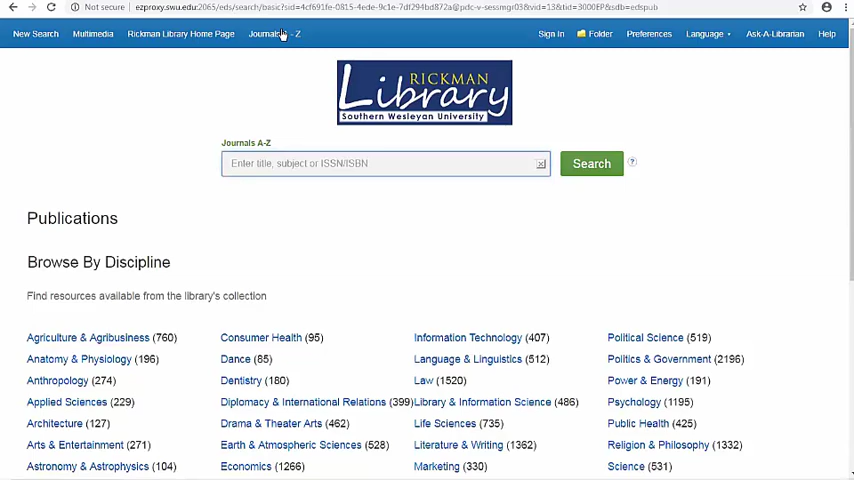 Not secure ezproxy.swu.edu:2065/eds/search/basic?sid=4cf691fe-0815-4ede-9c1e-7df294bd872a@pdc-v-sessmgr03&vid=13&tid=3000EP&sdb=edspub
New Search Multimedia Rickman Library Home Page Journals - Z Sign In Folder Preferences Language Ask-A-Librarian Help
RICKMAN
Library
Southern Wesleyan University
Journals A-Z
Enter title, subject or ISSN/ISBN Search ?
Publications
Browse By Discipline
Find resources available from the library's collection
Agriculture & Agribusiness (760) Consumer Health (95) Information Technology (407) Political Science (519)
Anatomy & Physiology (196) Dance (85) Language & Linguistics (512) Politics & Government (2196)
Anthropology (274) Dentistry (180) Law (1520) Power & Energy (191)
Applied Sciences (229) Diplomacy & International Relations (399) Library & Information Science (486) Psychology (1195)
Architecture (127) Drama & Theater Arts (462) Life Sciences (735) Public Health (425)
Arts & Entertainment (271) Earth & Atmospheric Sciences (528) Literature & Writing (1362) Religion & Philosophy (1332)
Astronomy & Astrophysics (104) Economics (1266) Marketing (330) Science (531)